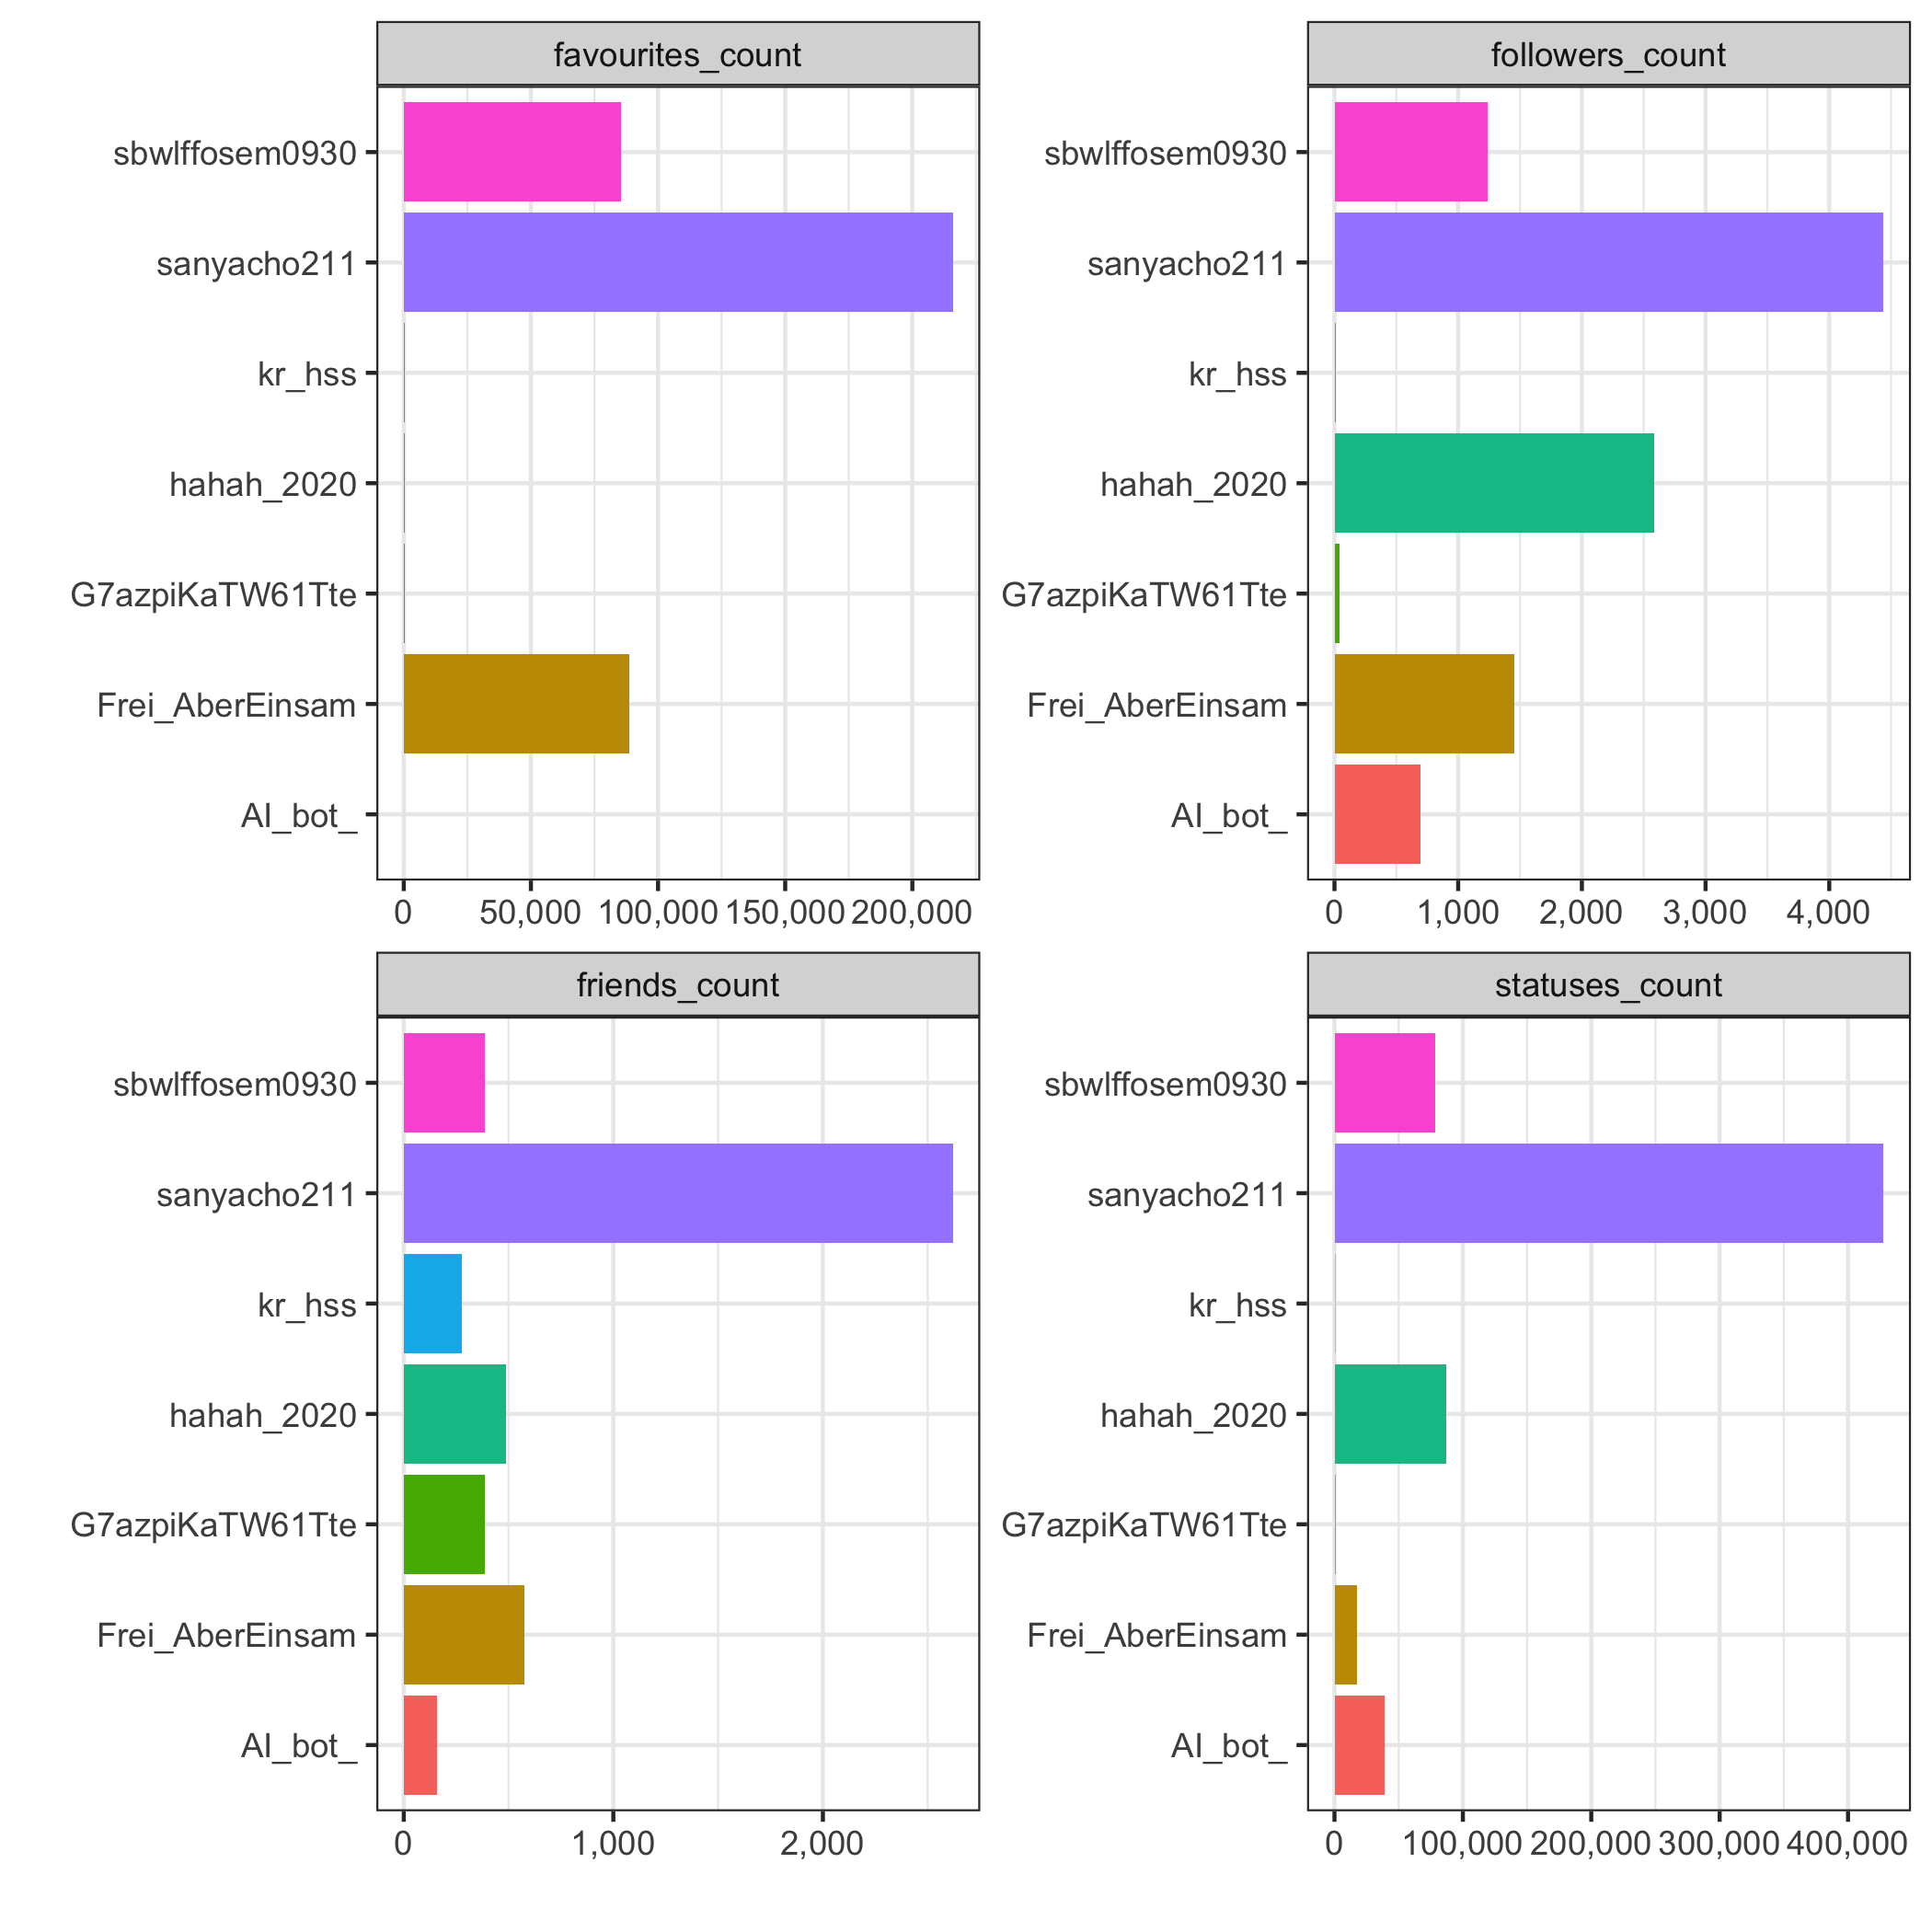 favourites_count
sbwlffosem0930
sanyacho211
kr_hss
hahah_2020
G7azpiKaTW61Tte
Frei_AberEinsam
AI_bot_
0 50,000 100,000 150,000 200,000
followers_count
sbwlffosem0930
sanyacho211
kr_hss
hahah_2020
G7azpiKaTW61Tte
Frei_AberEinsam
AI_bot_
0 1,000 2,000 3,000 4,000
friends_count
sbwlffosem0930
sanyacho211
kr_hss
hahah_2020
G7azpiKaTW61Tte
Frei_AberEinsam
AI_bot_
0 1,000 2,000
statuses_count
sbwlffosem0930
sanyacho211
kr_hss
hahah_2020
G7azpiKaTW61Tte
Frei_AberEinsam
AI_bot_
0 100,000 200,000 300,000 400,000